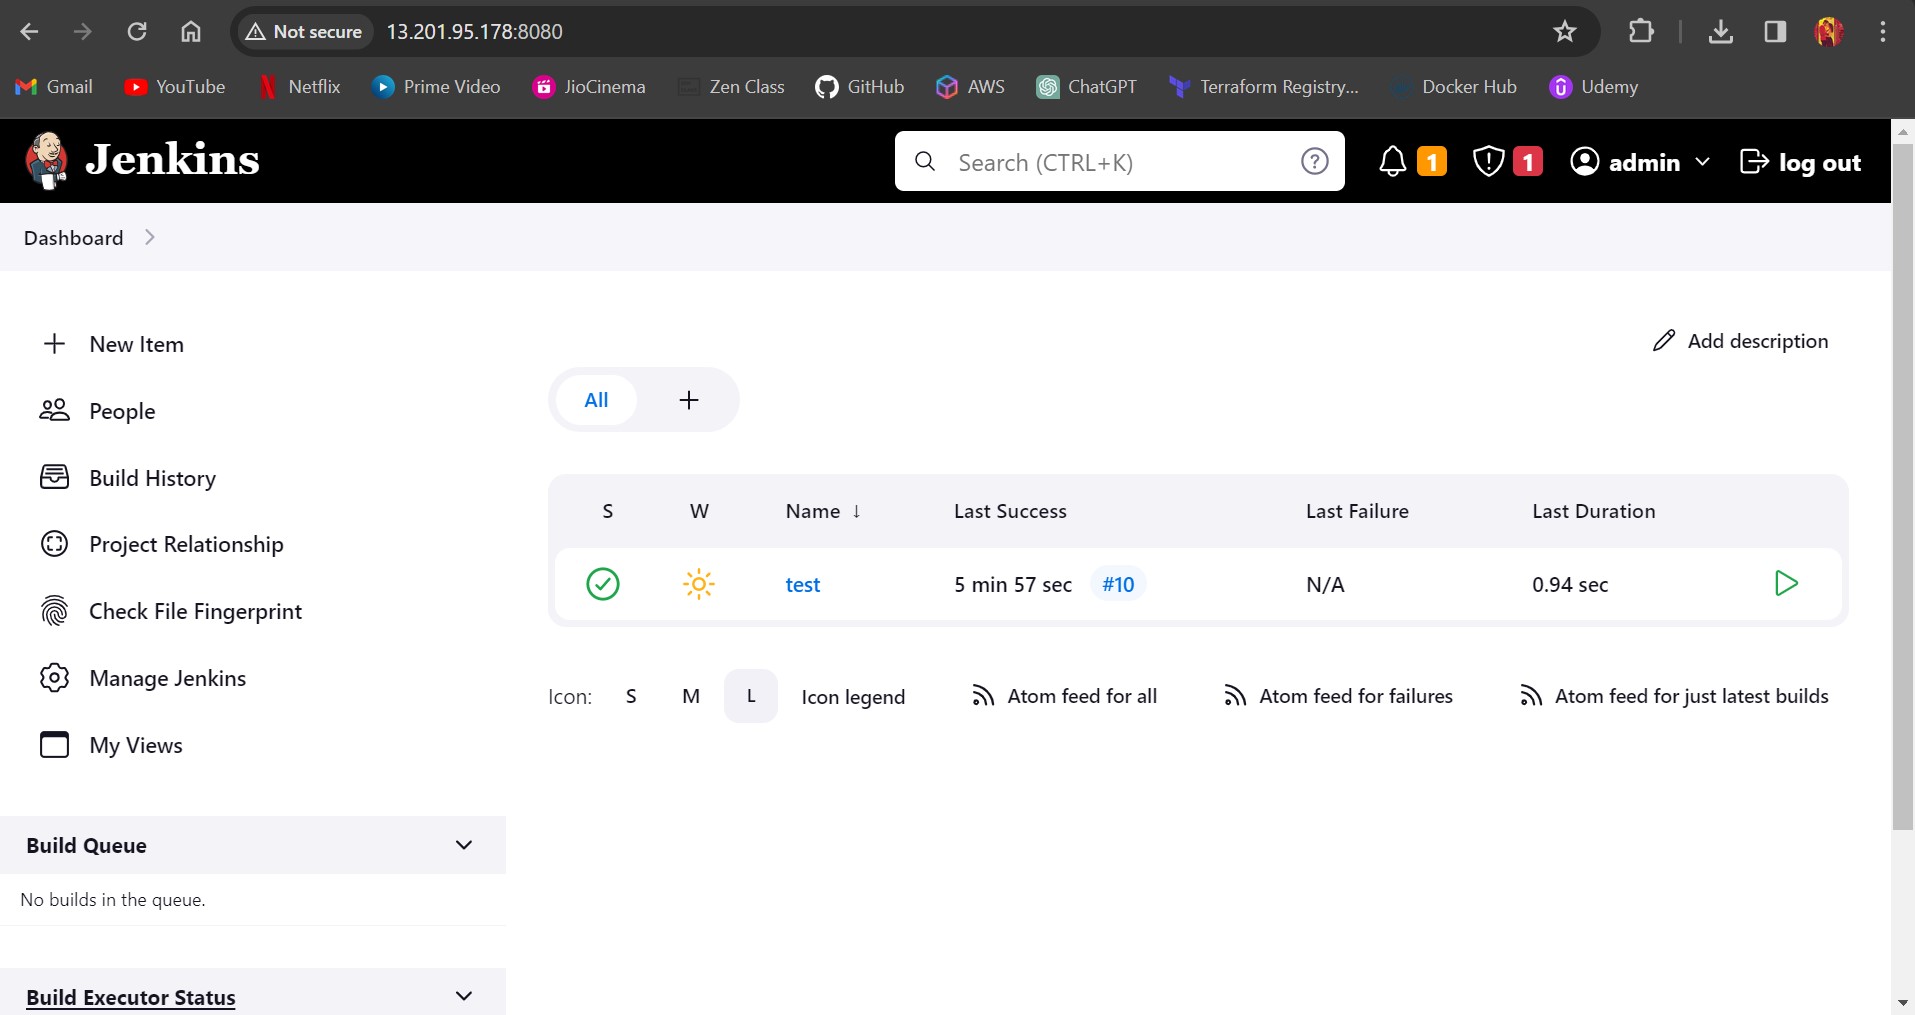 Not secure 13.201.95.178:8080
Gmail YouTube Netflix Prime Video JioCinema Zen Class GitHub AWS ChatGPT Terraform Registry... Docker Hub Udemy
Jenkins Search (CTRL+K) ? 1 1 admin log out
Dashboard
New Item
People
Build History
Project Relationship
Check File Fingerprint
Manage Jenkins
My Views
Build Queue
No builds in the queue.
Build Executor Status
Add description
All +
S W Name ↓ Last Success Last Failure Last Duration
test 5 min 57 sec #10 N/A 0.94 sec
Icon: S M L Icon legend Atom feed for all Atom feed for failures Atom feed for just latest builds